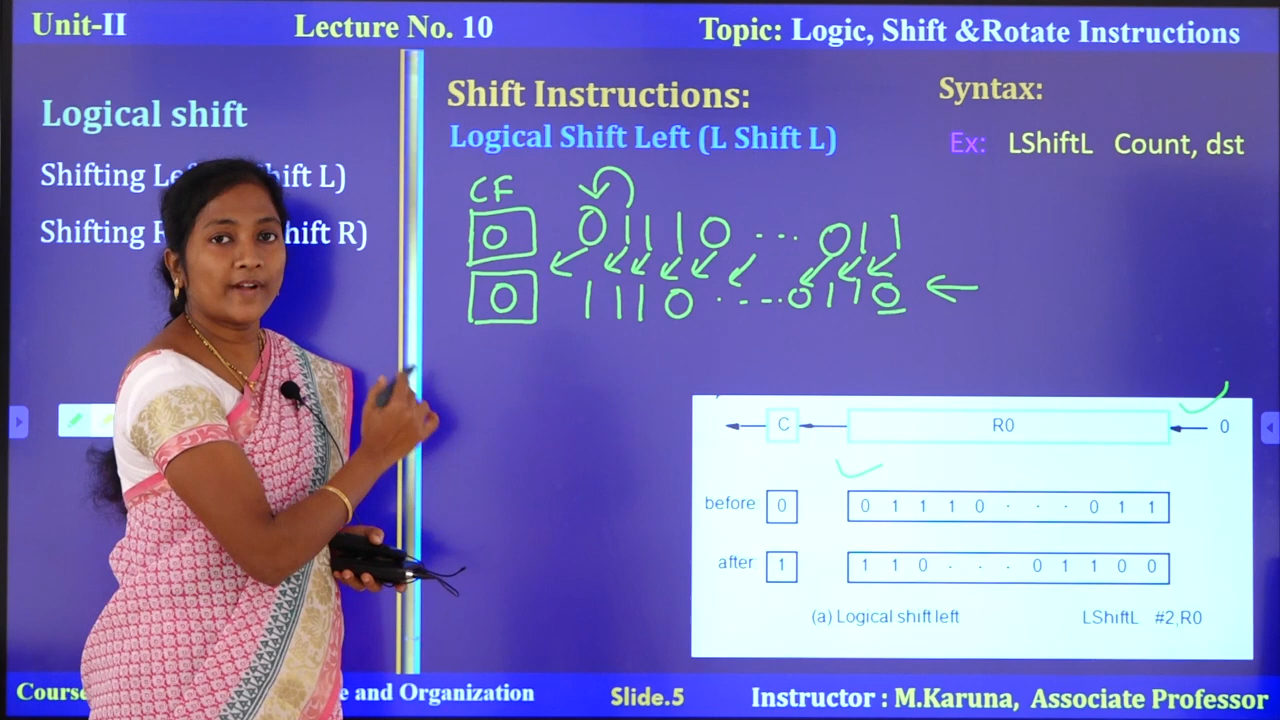 Unit-II Lecture No. 10 Topic: Logic, Shift &Rotate Instructions
Logical shift
Shifting Le hift L)
Shifting R hift R)
Shift Instructions:
Logical Shift Left (L Shift L)
Syntax:
Ex: LShiftL Count, dst
CF
0 0 1 1 1 0 ... 0 1 1
0 1 1 1 0 .---. 0 1 1 0
C R0 0
before 0 0 1 1 1 0 . . . 0 1 1
after 1 1 1 0 . . . 0 1 1 0 0
(a) Logical shift left LShiftL #2,R0
Cours e and Organization Slide.5 Instructor : M.Karuna, Associate Professor